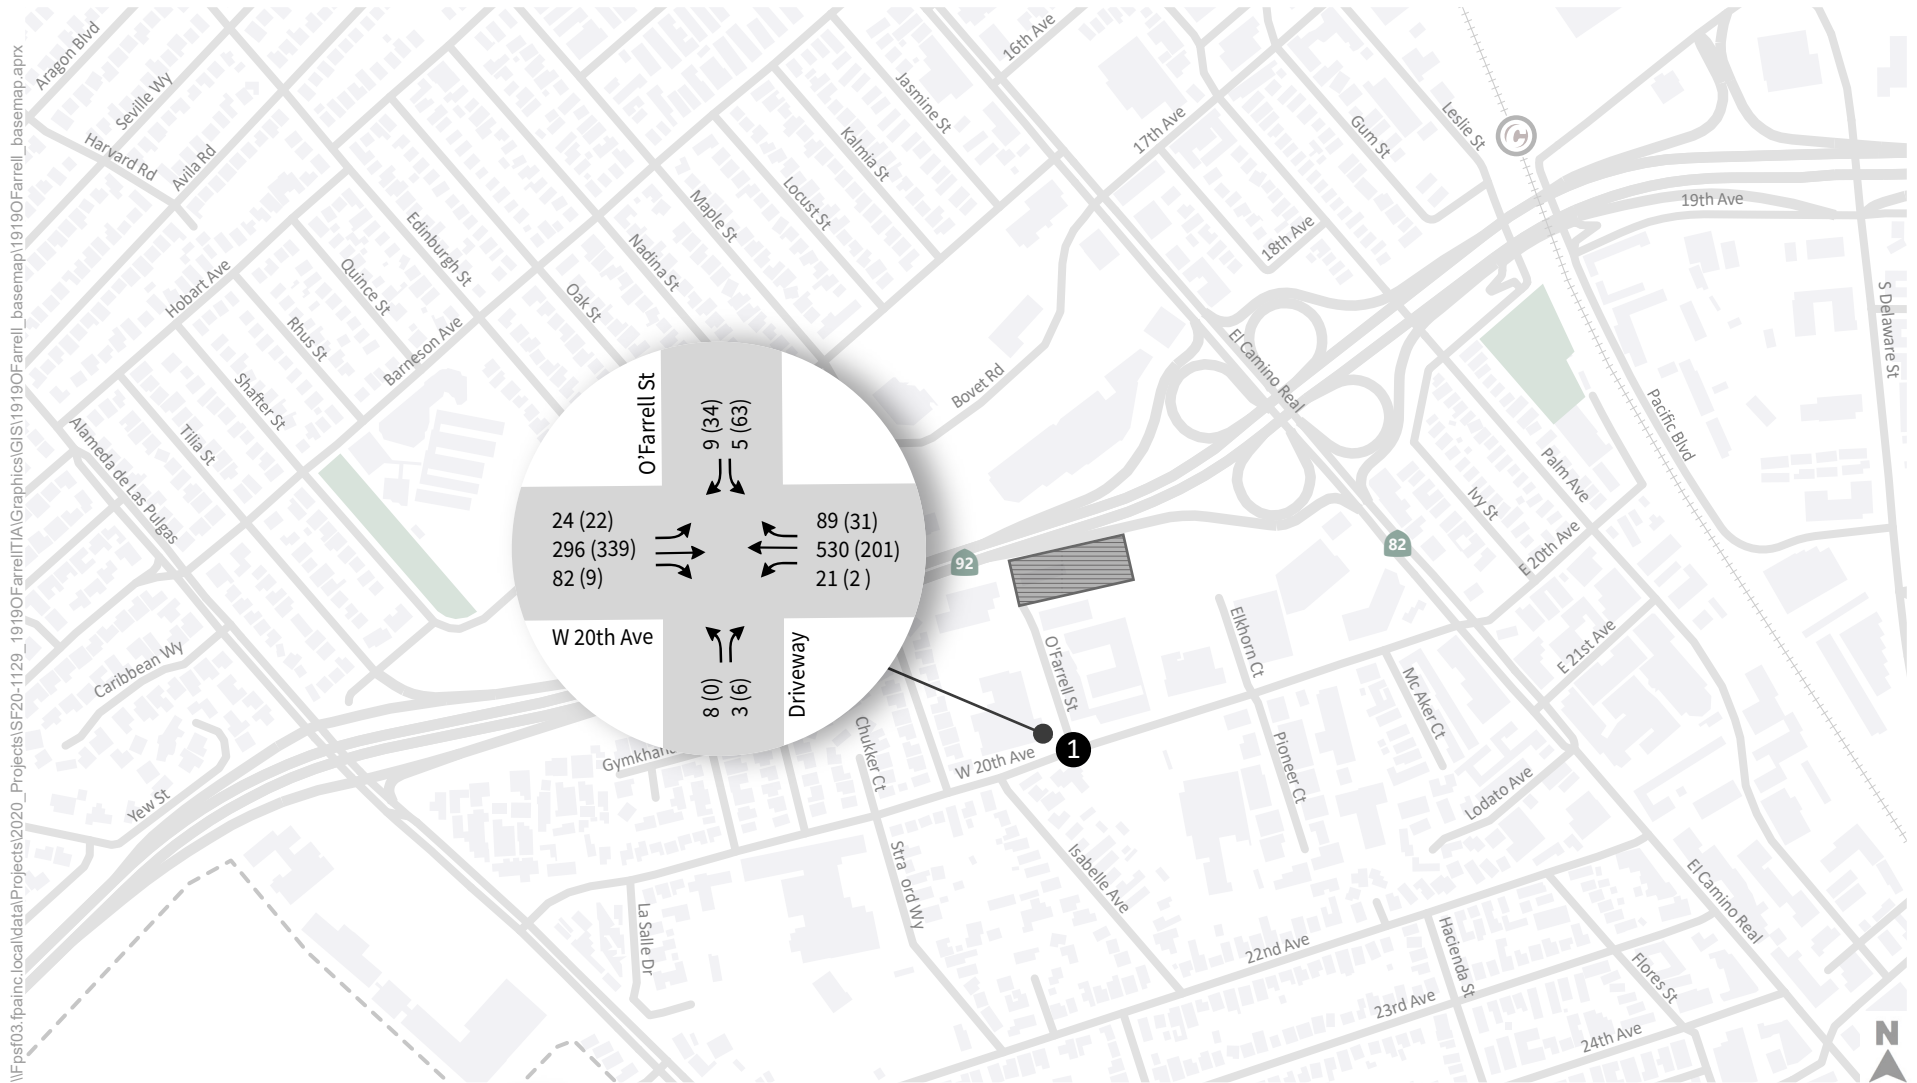 \\Fpsf03.fpainc.local\data\Projects\2020_Projects\SF20-1129_1919OFarrellTIA\Graphics\GIS\1919OFarrell_basemap\1919OFarrell_basemap.aprx
Aragon Blvd
Seville Wy
Harvard Rd
Avila Rd
16th Ave
Jasmine St
Kalmia St
17th Ave
Gum St
Leslie St
19th Ave
Locust St
Maple St
18th Ave
Edinburgh St
Nadina St
Hobart Ave
Quince St
Oak St
Rhus St
Barneson Ave
El Camino Real
S Delaware St
Shafter St
Bovet Rd
Pacific Blvd
Alameda de Las Pulgas
Tilia St
Palm Ave
Ivy St
E 20th Ave
92
82
O'Farrell St
9 (34)
5 (63)
24 (22)
296 (339)
82 (9)
89 (31)
530 (201)
21 (2 )
W 20th Ave
8 (0)
3 (6)
Driveway
Caribbean Wy
O'Farrell St
Elkhorn Ct
E 21st Ave
Mc Aker Ct
Chukker Ct
Gymkhan
W 20th Ave
1
Pioneer Ct
Yew St
Lodato Ave
Stra ord Wy
Isabelle Ave
El Camino Real
La Salle Dr
22nd Ave
Hacienda St
Flores St
23rd Ave
24th Ave
N